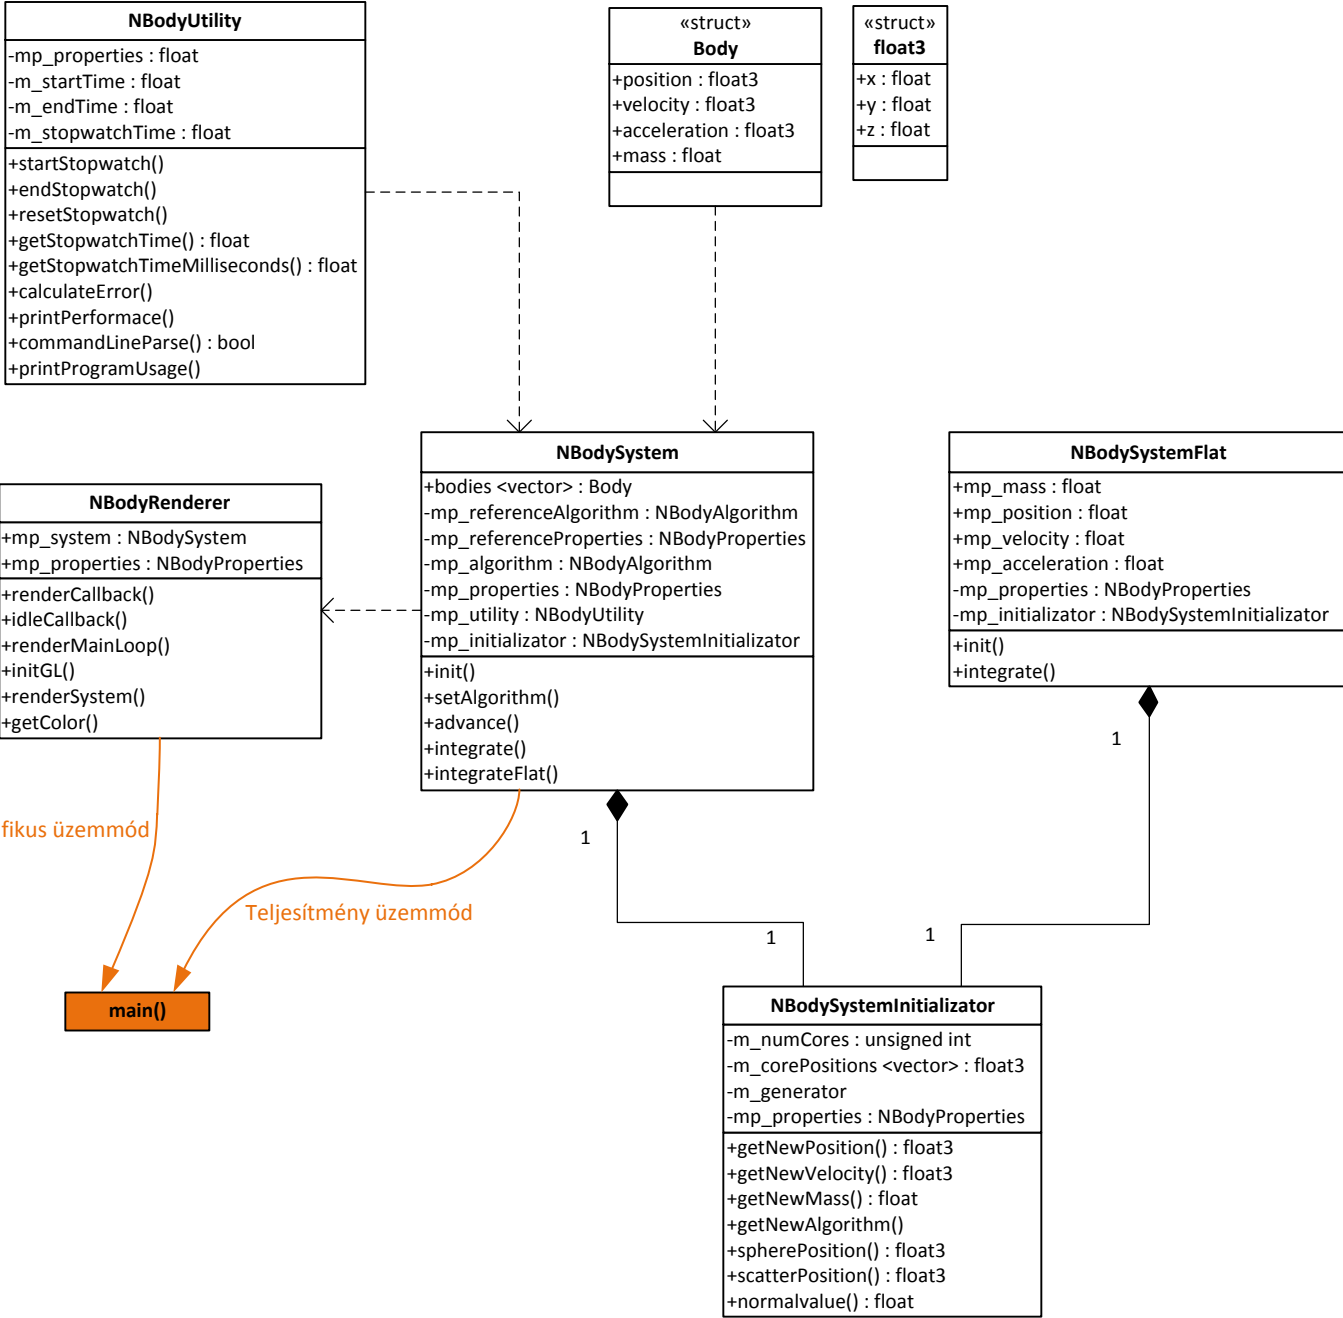 NBodyUtility
-mp_properties : float
-m_startTime : float
-m_endTime : float
-m_stopwatchTime : float
+startStopwatch()
+endStopwatch()
+resetStopwatch()
+getStopwatchTime() : float
+getStopwatchTimeMilliseconds() : float
+calculateError()
+printPerformace()
+commandLineParse() : bool
+printProgramUsage()
«struct»
Body
+position : float3
+velocity : float3
+acceleration : float3
+mass : float
«struct»
float3
+x : float
+y : float
+z : float
NBodyRenderer
+mp_system : NBodySystem
+mp_properties : NBodyProperties
+renderCallback()
+idleCallback()
+renderMainLoop()
+initGL()
+renderSystem()
+getColor()
NBodySystem
+bodies <vector> : Body
-mp_referenceAlgorithm : NBodyAlgorithm
-mp_referenceProperties : NBodyProperties
-mp_algorithm : NBodyAlgorithm
-mp_properties : NBodyProperties
-mp_utility : NBodyUtility
-mp_initializator : NBodySystemInitializator
+init()
+setAlgorithm()
+advance()
+integrate()
+integrateFlat()
NBodySystemFlat
+mp_mass : float
+mp_position : float
+mp_velocity : float
+mp_acceleration : float
-mp_properties : NBodyProperties
-mp_initializator : NBodySystemInitializator
+init()
+integrate()
1
fikus üzemmód
1
Teljesítmény üzemmód
1
1
main()
NBodySystemInitializator
-m_numCores : unsigned int
-m_corePositions <vector> : float3
-m_generator
-mp_properties : NBodyProperties
+getNewPosition() : float3
+getNewVelocity() : float3
+getNewMass() : float
+getNewAlgorithm()
+spherePosition() : float3
+scatterPosition() : float3
+normalvalue() : float